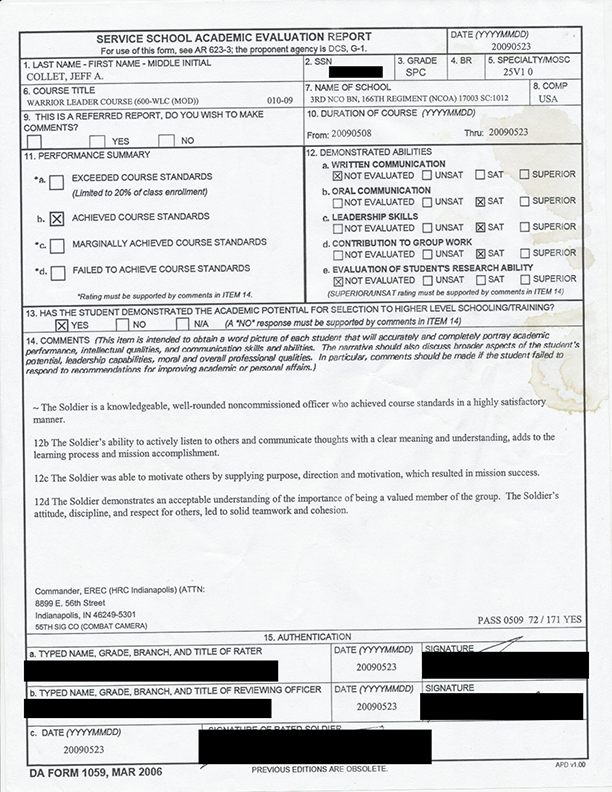 SERVICE SCHOOL ACADEMIC EVALUATION REPORT
For use of this form, see AR 623-3; the proponent agency is DCS, G-1.
DATE (YYYYMMDD)
20090523
1. LAST NAME - FIRST NAME - MIDDLE INITIAL
COLLET, JEFF A.
2. SSN
3. GRADE
SPC
4. BR
5. SPECIALTY/MOSC
25V1 0
6. COURSE TITLE
WARRIOR LEADER COURSE (600-WLC (MOD)) 010-09
7. NAME OF SCHOOL
3RD NCO BN, 166TH REGIMENT (NCOA) 17003 SC:1012
8. COMP
USA
9. THIS IS A REFERRED REPORT, DO YOU WISH TO MAKE
COMMENTS?
YES NO
10. DURATION OF COURSE (YYYYMMDD)
From: 20090508 Thru: 20090523
11. PERFORMANCE SUMMARY
*a. EXCEEDED COURSE STANDARDS
(Limited to 20% of class enrollment)
b. X ACHIEVED COURSE STANDARDS
*c. MARGINALLY ACHIEVED COURSE STANDARDS
*d. FAILED TO ACHIEVE COURSE STANDARDS
*Rating must be supported by comments in ITEM 14.
12. DEMONSTRATED ABILITIES
a. WRITTEN COMMUNICATION
X NOT EVALUATED UNSAT SAT SUPERIOR
b. ORAL COMMUNICATION
NOT EVALUATED UNSAT X SAT SUPERIOR
c. LEADERSHIP SKILLS
NOT EVALUATED UNSAT X SAT SUPERIOR
d. CONTRIBUTION TO GROUP WORK
NOT EVALUATED UNSAT X SAT SUPERIOR
e. EVALUATION OF STUDENT'S RESEARCH ABILITY
X NOT EVALUATED UNSAT SAT SUPERIOR
(SUPERIOR/UNSAT rating must be supported by comments in ITEM 14)
13. HAS THE STUDENT DEMONSTRATED THE ACADEMIC POTENTIAL FOR SELECTION TO HIGHER LEVEL SCHOOLING/TRAINING?
X YES NO N/A (A "NO" response must be supported by comments in ITEM 14)
14. COMMENTS (This item is intended to obtain a word picture of each student that will accurately and completely portray academic
performance, intellectual qualities, and communication skills and abilities. The narrative should also discuss broader aspects of the student's
potential, leadership capabilities, moral and overall professional qualities. In particular, comments should be made if the student failed to
respond to recommendations for improving academic or personal affairs.)
~ The Soldier is a knowledgeable, well-rounded noncommissioned officer who achieved course standards in a highly satisfactory
manner.
12b The Soldier's ability to actively listen to others and communicate thoughts with a clear meaning and understanding, adds to the
learning process and mission accomplishment.
12c The Soldier was able to motivate others by supplying purpose, direction and motivation, which resulted in mission success.
12d The Soldier demonstrates an acceptable understanding of the importance of being a valued member of the group. The Soldier's
attitude, discipline, and respect for others, led to solid teamwork and cohesion.
Commander, EREC (HRC Indianapolis) (ATTN:
8899 E. 56th Street
Indianapolis, IN 46249-5301
55TH SIG CO (COMBAT CAMERA)
PASS 0509 72 / 171 YES
15. AUTHENTICATION
a. TYPED NAME, GRADE, BRANCH, AND TITLE OF RATER
DATE (YYYYMMDD)
20090523
SIGNATURE
b. TYPED NAME, GRADE, BRANCH, AND TITLE OF REVIEWING OFFICER
DATE (YYYYMMDD)
20090523
SIGNATURE
c. DATE (YYYYMMDD)
20090523
SIGNATURE OF RATED SOLDIER
DA FORM 1059, MAR 2006
PREVIOUS EDITIONS ARE OBSOLETE.
APD v1.00